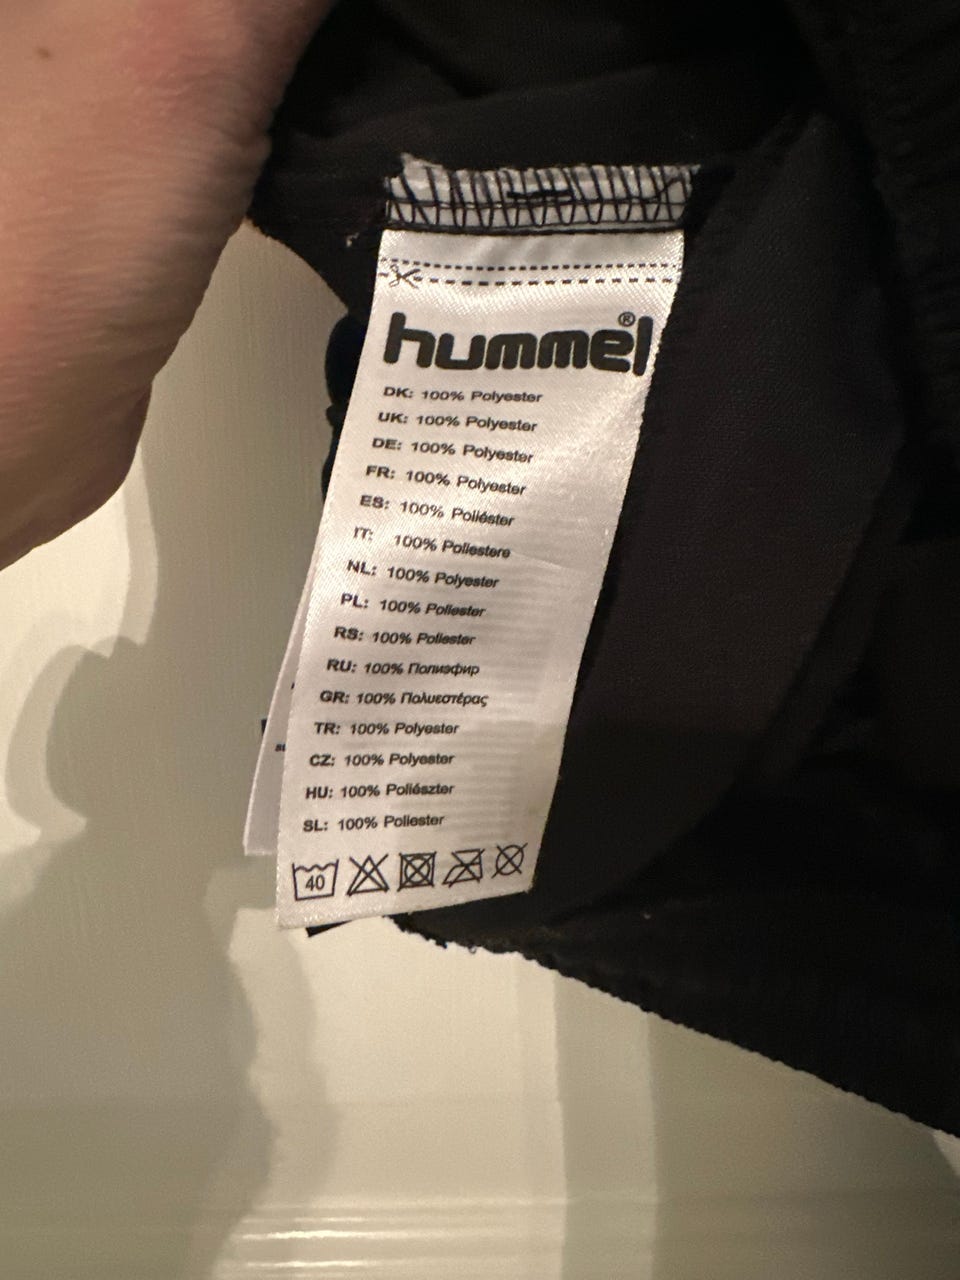 hummel®
DK: 100% Polyester
UK: 100% Polyester
DE: 100% Polyester
FR: 100% Polyester
ES: 100% Poliéster
IT: 100% Poliestere
NL: 100% Polyester
PL: 100% Poliester
RS: 100% Poliester
RU: 100% Полиэфир
GR: 100% Πολυεστέρας
TR: 100% Polyester
CZ: 100% Polyester
HU: 100% Poliészter
SL: 100% Poliester
40